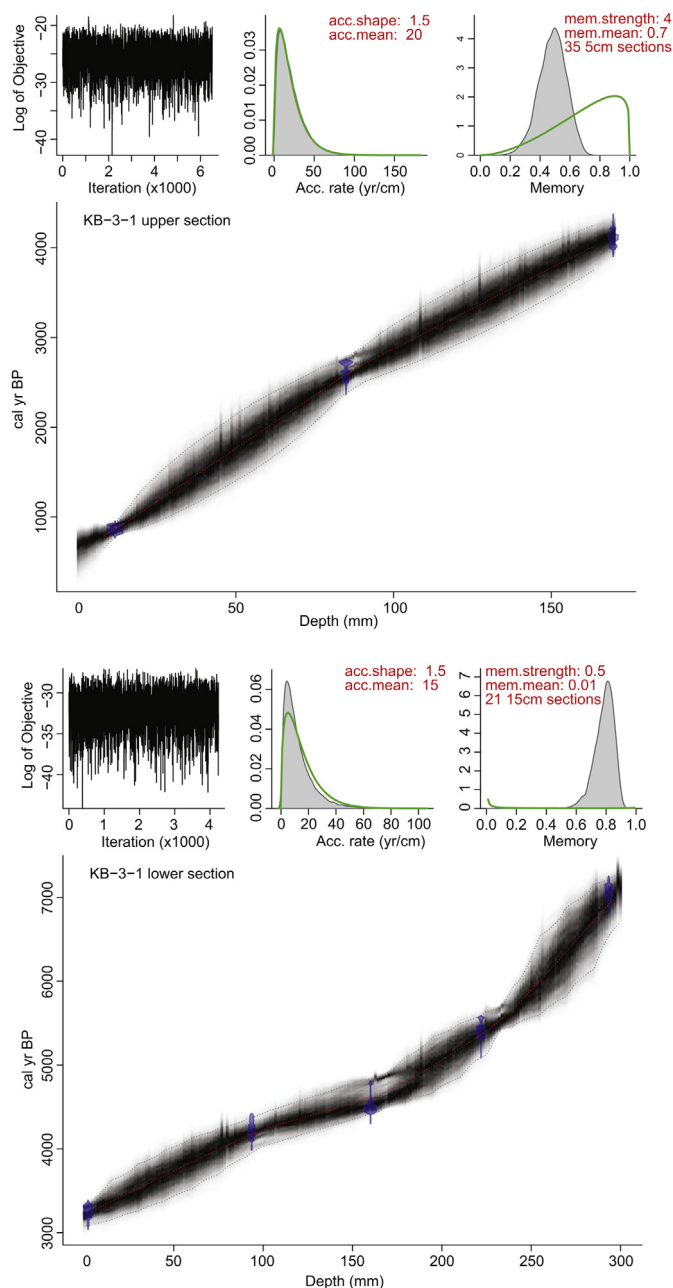 acc.shape: 1.5
acc.mean: 20
mem.strength: 4
mem.mean: 0.7
35 5cm sections
Log of Objective
−20
−30
−40
0 2 4 6
Iteration (x1000)
0.00 0.01 0.02 0.03
0 50 100 150
Acc. rate (yr/cm)
0 1 2 3 4
0.0 0.2 0.4 0.6 0.8 1.0
Memory
KB−3−1 upper section
cal yr BP
4000
3000
2000
1000
0 50 100 150
Depth (mm)
acc.shape: 1.5
acc.mean: 15
mem.strength: 0.5
mem.mean: 0.01
21 15cm sections
Log of Objective
−30
−35
−40
0 1 2 3 4
Iteration (x1000)
0.00 0.02 0.04 0.06
0 20 40 60 80 100
Acc. rate (yr/cm)
0 1 2 3 4 5 6 7
0.0 0.2 0.4 0.6 0.8 1.0
Memory
KB−3−1 lower section
cal yr BP
7000
6000
5000
4000
3000
0 50 100 150 200 250 300
Depth (mm)